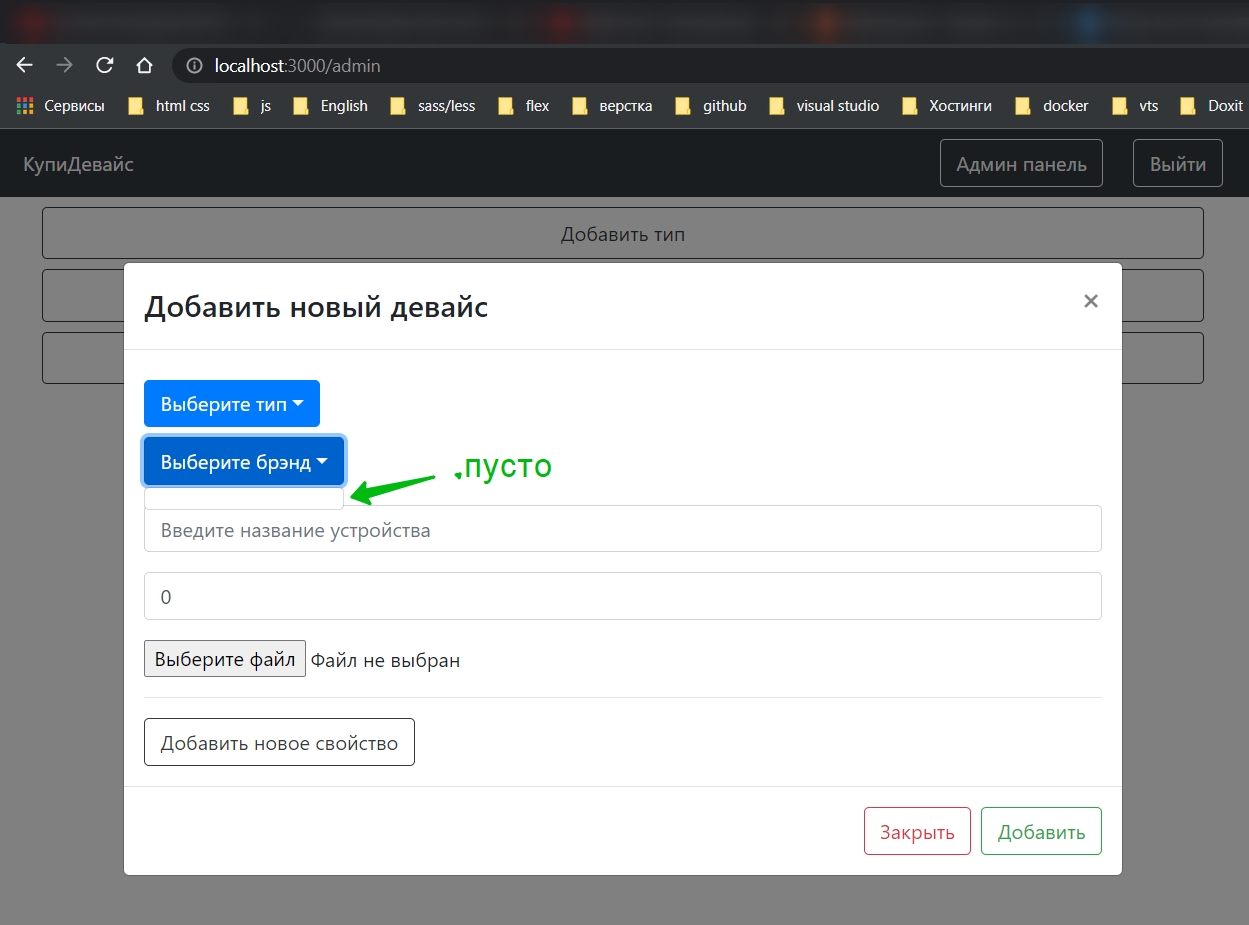 localhost:3000/admin
Сервисы html css js English sass/less flex верстка github visual studio Хостинги docker vts Doxit
КупиДевайс Админ панель Выйти
Добавить тип
Добавить новый девайс ×
Выберите тип
Выберите брэнд
.пусто
Введите название устройства
0
Выберите файл Файл не выбран
Добавить новое свойство
Закрыть Добавить